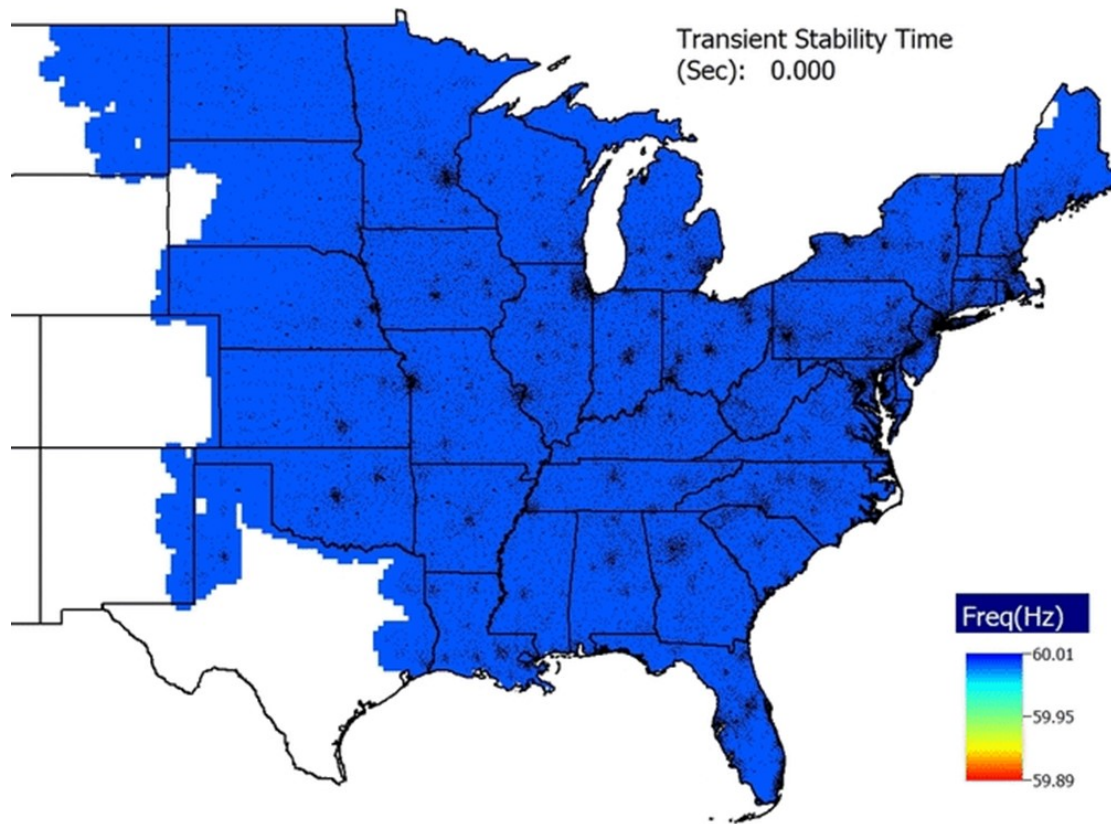 Transient Stability Time
(Sec): 0.000
Freq(Hz)
60.01
59.95
59.89